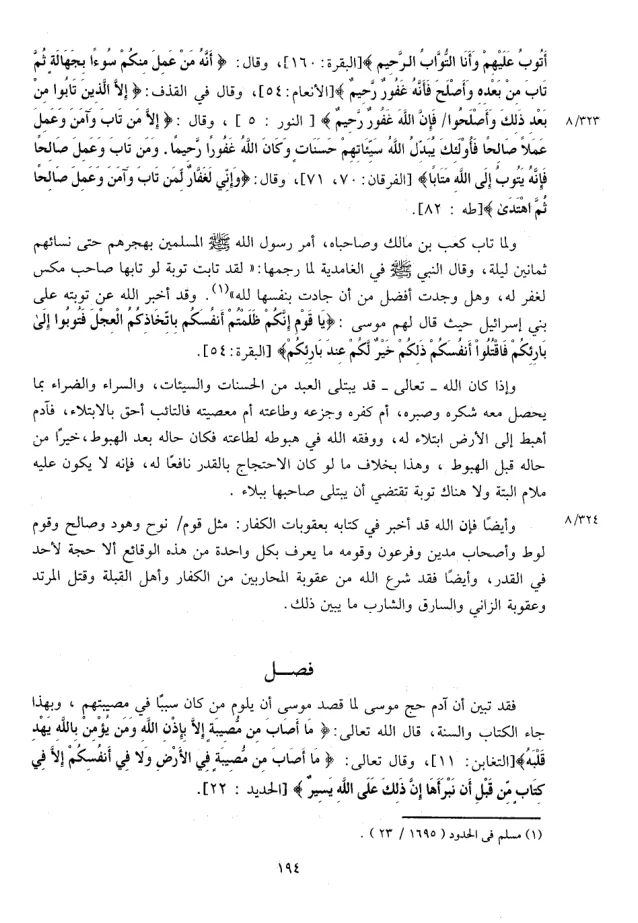 أَتُوبُ عَلَيْهِمْ وَأَنَا التَّوَّابُ الرَّحِيمُ ﴾[البقرة:١٦٠]، وقال: ﴿ أَنَّهُ مَنْ عَمِلَ مِنكُمْ سُوءًا بِجَهَالَةٍ ثُمَّ
تَابَ مِنْ بَعْدِهِ وَأَصْلَحَ فَأَنَّهُ غَفُورٌ رَّحِيمٌ ﴾[الأنعام:٥٤]، وقال في القذف:﴿ إِلاَّ الَّذِينَ تَابُوا مِنْ
بَعْدِ ذَلِكَ وَأَصْلَحُوا/ فَإِنَّ اللَّهَ غَفُورٌ رَّحِيمٌ ﴾ [ النور : ٥ ] ، وقال :﴿ إِلاَّ مَن تَابَ وَآمَنَ وَعَمِلَ
٨/٣٢٣
عَمَلاً صَالِحًا فَأُوْلَئِكَ يُبَدِّلُ اللَّهُ سَيِّئَاتِهِمْ حَسَنَاتٍ وَكَانَ اللَّهُ غَفُورًا رَّحِيمًا . وَمَن تَابَ وَعَمِلَ صَالِحًا
فَإِنَّهُ يَتُوبُ إِلَى اللَّهِ مَتَابًا﴾ [الفرقان: ٧٠، ٧١]، وقال:﴿وَإِنِّي لَغَفَّارٌ لِّمَن تَابَ وَآمَنَ وَعَمِلَ صَالِحًا
ثُمَّ اهْتَدَىٰ ﴾[طه : ٨٢].
ولما تاب كعب بن مالك وصاحباه، أمر رسول الله ﷺ المسلمين بهجرهم حتى نسائهم
ثمانين ليلة، وقال النبي ﷺ في الغامدية لما رجمها:« لقد تابت توبة لو تابها صاحب مكس
لغفر له، وهل وجدت أفضل من أن جادت بنفسها لله»(١). وقد أخبر الله عن توبته على
بني إسرائيل حيث قال لهم موسى :﴿يَا قَوْمِ إِنَّكُمْ ظَلَمْتُمْ أَنفُسَكُم بِاتِّخَاذِكُمُ الْعِجْلَ فَتُوبُوا إِلَىٰ
بَارِئِكُمْ فَاقْتُلُوا أَنفُسَكُمْ ذَلِكُمْ خَيْرٌ لَّكُمْ عِندَ بَارِئِكُمْ﴾ [البقرة:٥٤].
وإذا كان الله ـ تعالى ـ قد يبتلى العبد من الحسنات والسيئات، والسراء والضراء بما
يحصل معه شكره وصبره، أم كفره وجزعه وطاعته أم معصيته فالتائب أحق بالابتلاء، فآدم
أهبط إلى الأرض ابتلاء له، ووفقه الله في هبوطه لطاعته فكان حاله بعد الهبوط،خيرًا من
حاله قبل الهبوط ، وهذا بخلاف ما لو كان الاحتجاج بالقدر نافعًا له، فإنه لا يكون عليه
ملام البتة ولا هناك توبة تقتضي أن يبتلى صاحبها ببلاء .
وأيضًا فإن الله قد أخبر في كتابه بعقوبات الكفار: مثل قوم/ نوح وهود وصالح وقوم
٨/٣٢٤
لوط وأصحاب مدين وفرعون وقومه ما يعرف بكل واحدة من هذه الوقائع ألا حجة لأحد
في القدر، وأيضًا فقد شرع الله من عقوبة المحاربين من الكفار وأهل القبلة وقتل المرتد
وعقوبة الزاني والسارق والشارب ما يبين ذلك.
فصــل
فقد تبين أن آدم حج موسى لما قصد موسى أن يلوم من كان سببًا في مصيبتهم ، وبهذا
جاء الكتاب والسنة، قال الله تعالى:﴿ مَا أَصَابَ مِن مُّصِيبَةٍ إِلاَّ بِإِذْنِ اللَّهِ وَمَن يُؤْمِنْ بِاللَّهِ يَهْدِ
قَلْبَهُ﴾[التغابن: ١١]، وقال تعالى: ﴿ مَا أَصَابَ مِن مُّصِيبَةٍ فِي الأَرْضِ وَلا فِي أَنفُسِكُمْ إِلاَّ فِي
كِتَابٍ مِّن قَبْلِ أَن نَّبْرَأَهَا إِنَّ ذَلِكَ عَلَى اللَّهِ يَسِيرٌ ﴾ [الحديد : ٢٢].
(١) مسلم فى الحدود ( ١٦٩٥ / ٢٣ ) .
١٩٤